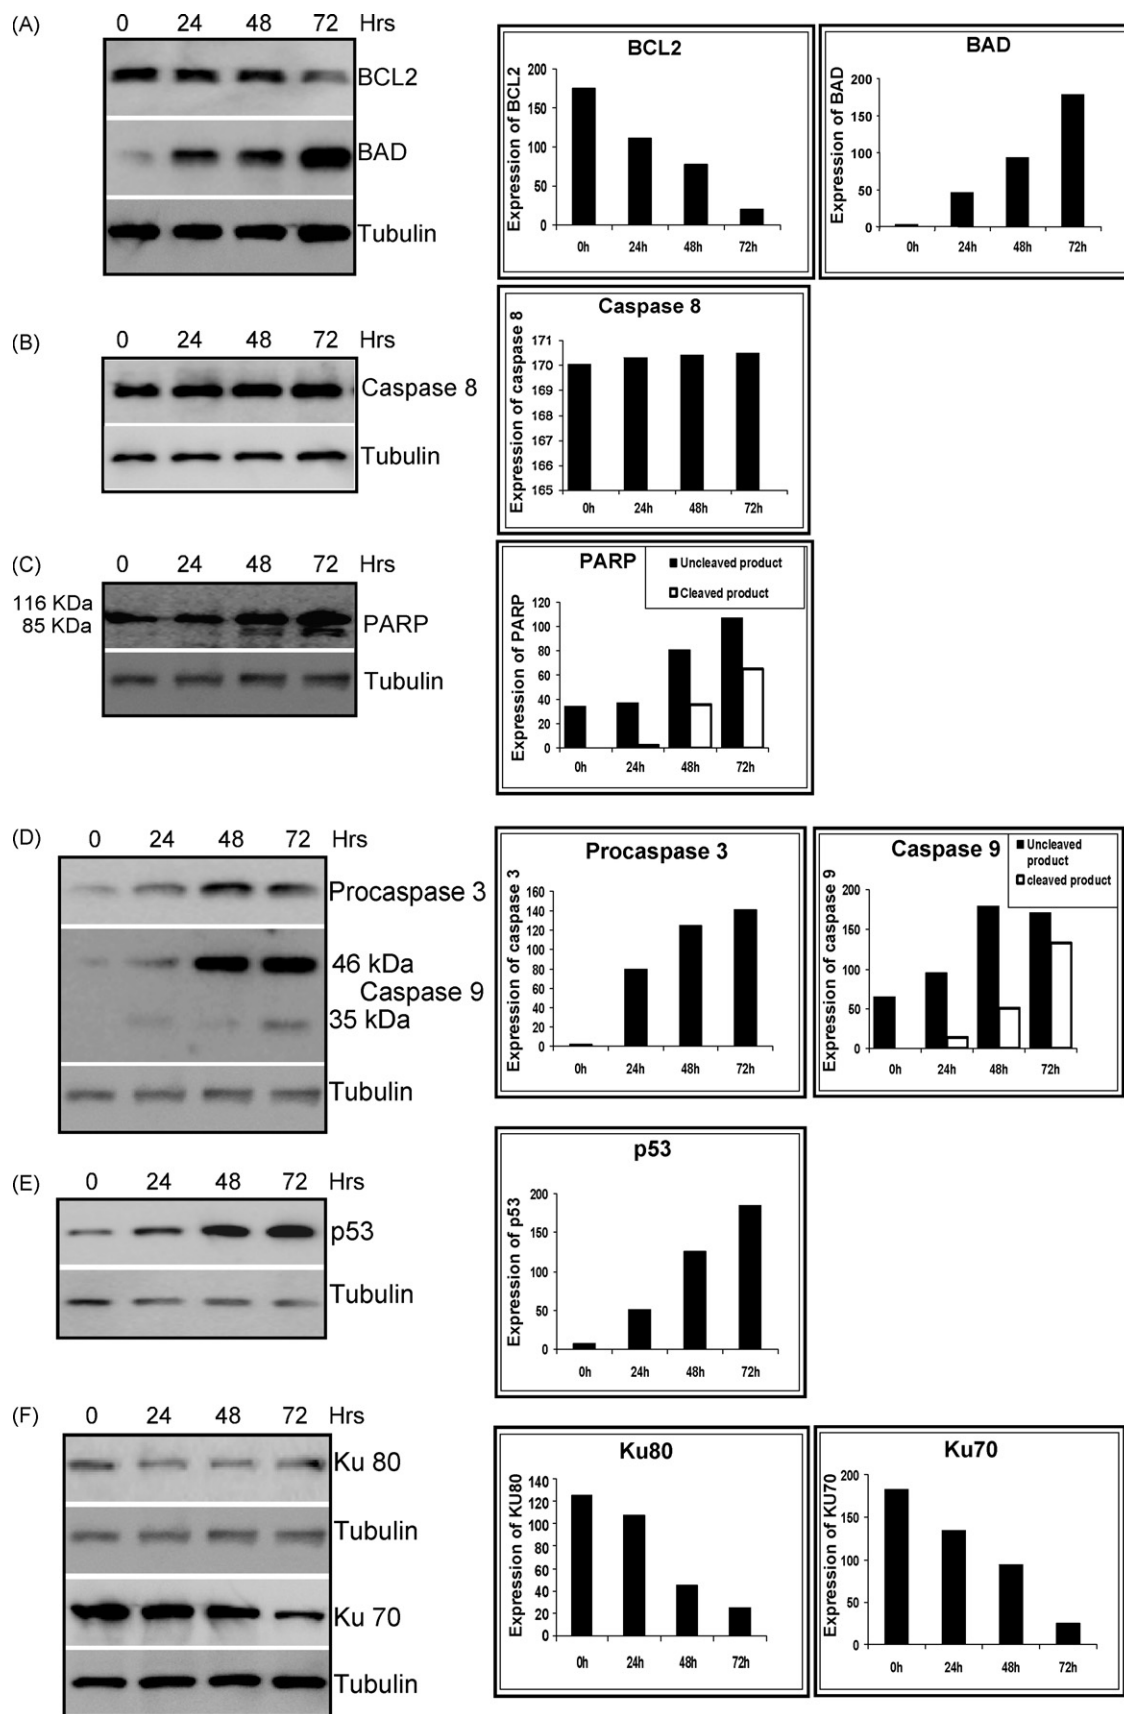 (A)
0 24 48 72 Hrs
BCL2
BAD
Tubulin
BCL2
Expression of BCL2
200
150
100
50
0
0h 24h 48h 72h
BAD
Expression of BAD
200
150
100
50
0
0h 24h 48h 72h
(B)
0 24 48 72 Hrs
Caspase 8
Tubulin
Caspase 8
Expression of caspase 8
171
170
169
168
167
166
165
0h 24h 48h 72h
(C)
0 24 48 72 Hrs
116 KDa
85 KDa
PARP
Tubulin
PARP
Uncleaved product
Cleaved product
Expression of PARP
120
100
80
60
40
20
0
0h 24h 48h 72h
(D)
0 24 48 72 Hrs
Procaspase 3
46 kDa
Caspase 9
35 kDa
Tubulin
Procaspase 3
Expression of caspase 3
160
140
120
100
80
60
40
20
0
0h 24h 48h 72h
Caspase 9
Uncleaved
product
cleaved product
Expression of caspase 9
200
150
100
50
0
0h 24h 48h 72h
(E)
0 24 48 72 Hrs
p53
Tubulin
p53
Expression of p53
200
150
100
50
0
0h 24h 48h 72h
(F)
0 24 48 72 Hrs
Ku 80
Tubulin
Ku 70
Tubulin
Ku80
Expression of KU80
140
120
100
80
60
40
20
0
0h 24h 48h 72h
Ku70
Expression of KU70
200
150
100
50
0
0h 24h 48h 72h